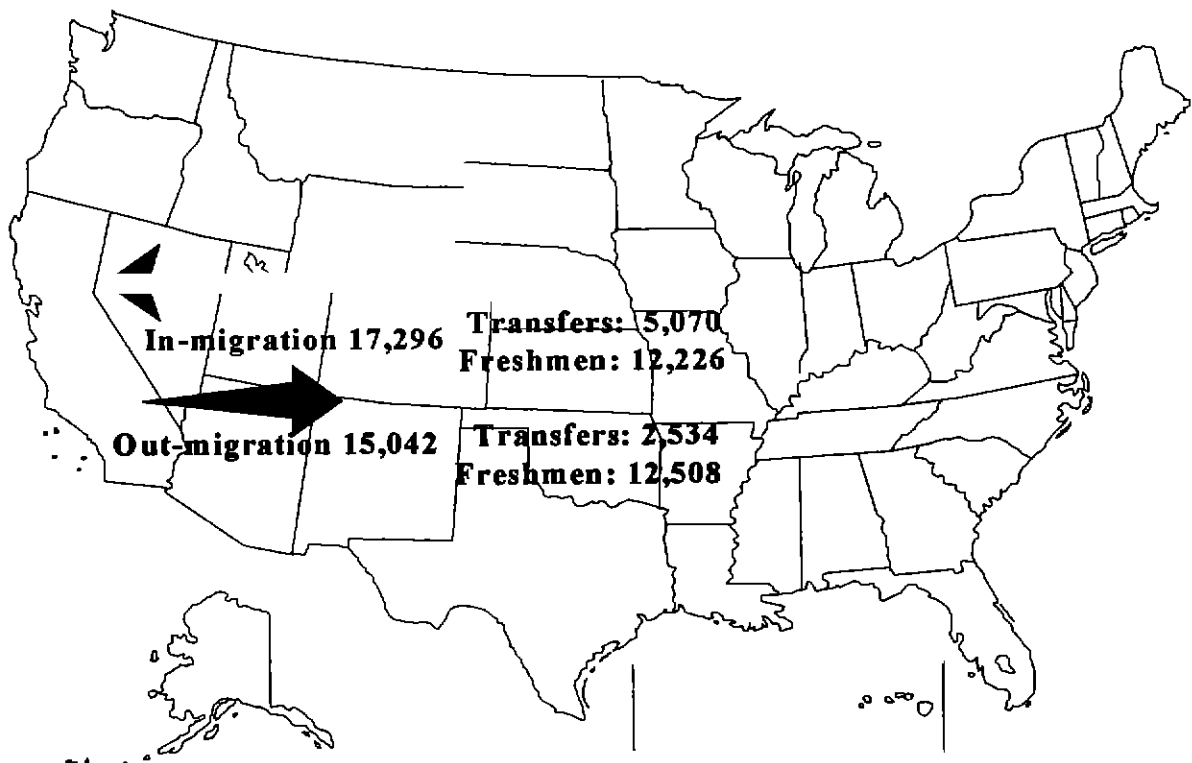 In-migration 17,296
Transfers: 5,070
Freshmen: 12,226
Out-migration 15,042
Transfers: 2,534
Freshmen: 12,508